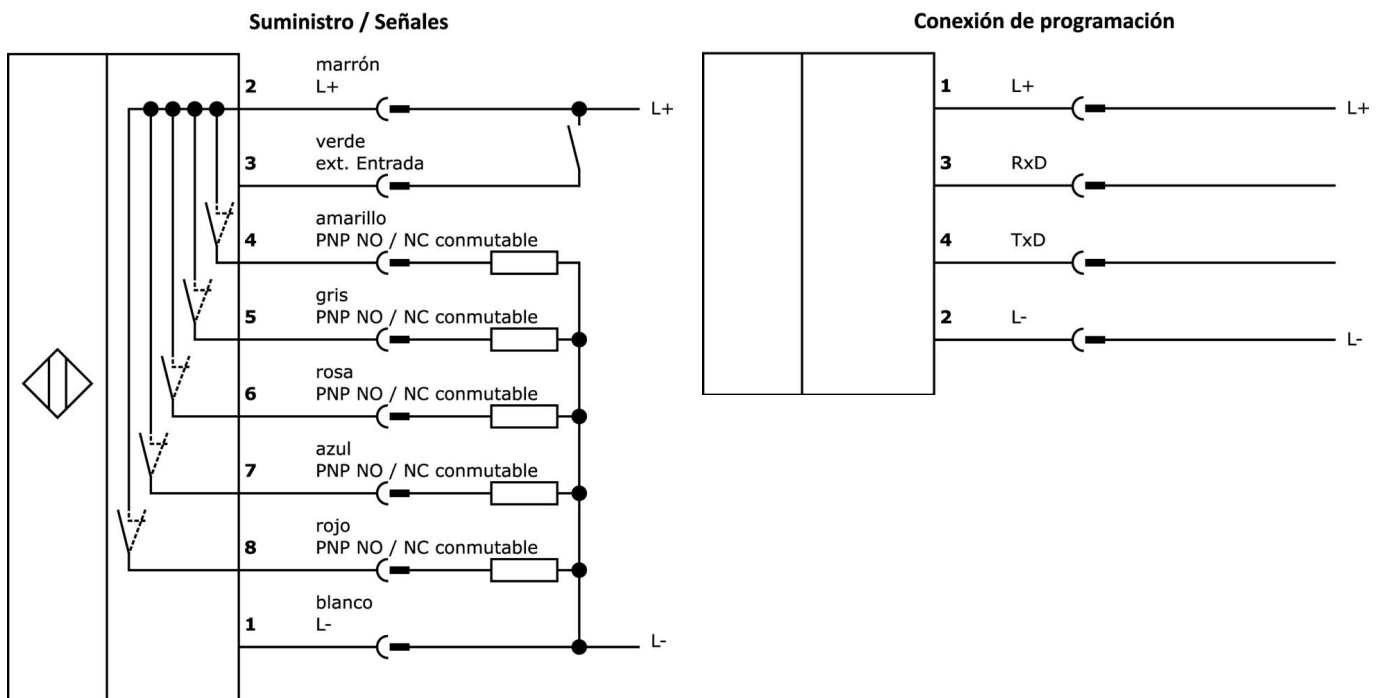 Suministro / Señales
marrón
2 L+
L+
verde
3 ext. Entrada
amarillo
4 PNP NO / NC conmutable
gris
5 PNP NO / NC conmutable
rosa
6 PNP NO / NC conmutable
azul
7 PNP NO / NC conmutable
rojo
8 PNP NO / NC conmutable
blanco
1 L-
L-
Conexión de programación
1 L+
L+
3 RxD
4 TxD
2 L-
L-